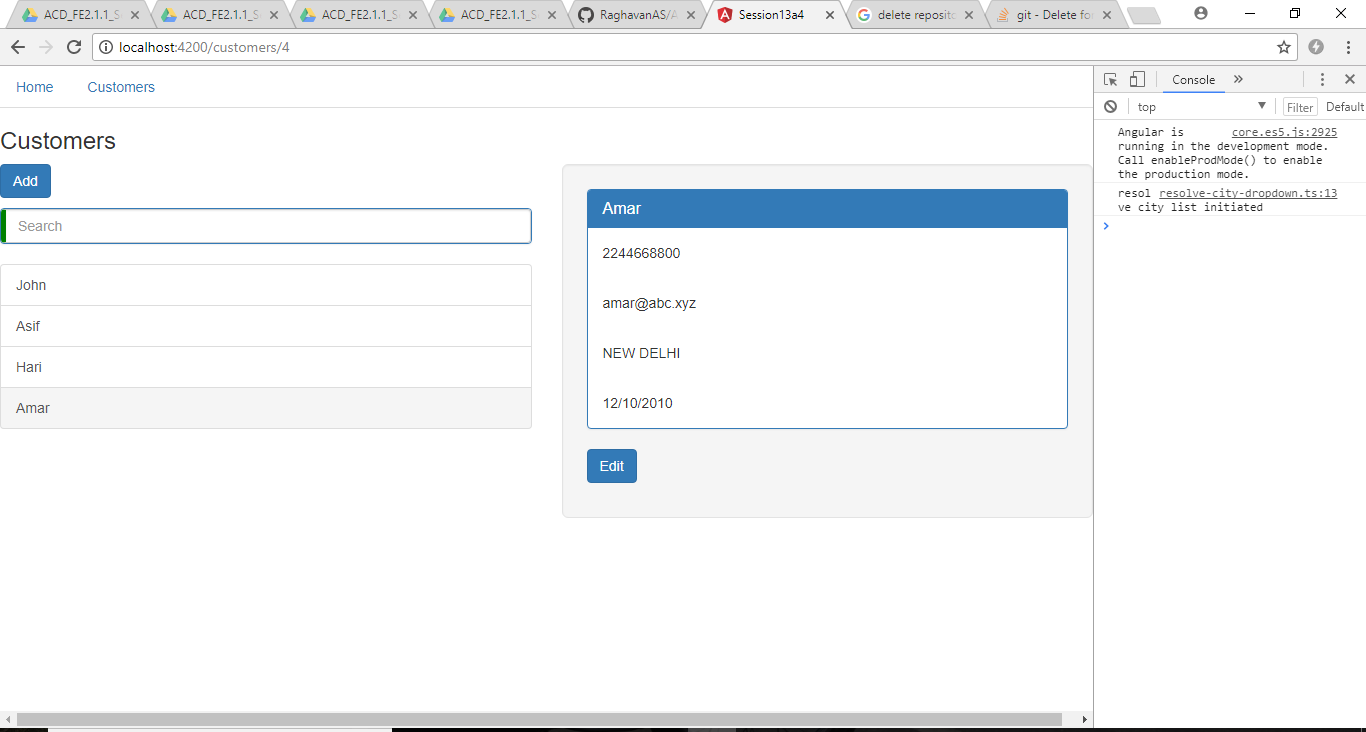 ACD_FE2.1.1_S
ACD_FE2.1.1_S
ACD_FE2.1.1_S
ACD_FE2.1.1_S
RaghavanAS/A
Session13a4
delete reposito
git - Delete fo
localhost:4200/customers/4
Home Customers
Customers
Add
Search
John
Asif
Hari
Amar
Amar
2244668800
amar@abc.xyz
NEW DELHI
12/10/2010
Edit
Console
top Filter Default
Angular is core.es5.js:2925
running in the development mode.
Call enableProdMode() to enable
the production mode.
resol resolve-city-dropdown.ts:13
ve city list initiated